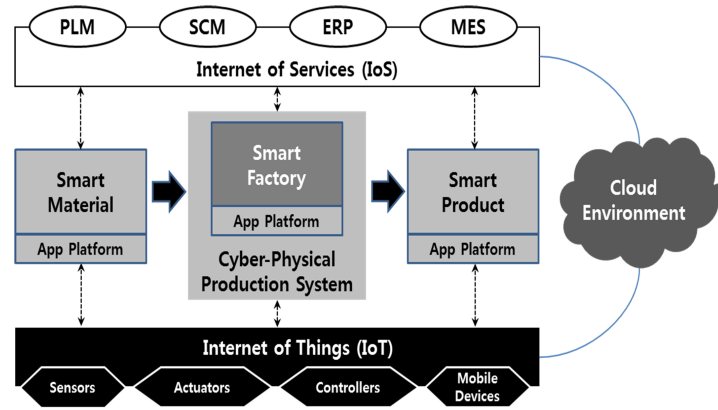 PLM
SCM
ERP
MES
Internet of Services (IoS)
Smart
Material
App Platform
Smart
Factory
App Platform
Cyber-Physical
Production System
Smart
Product
App Platform
Cloud
Environment
Internet of Things (IoT)
Sensors
Actuators
Controllers
Mobile
Devices